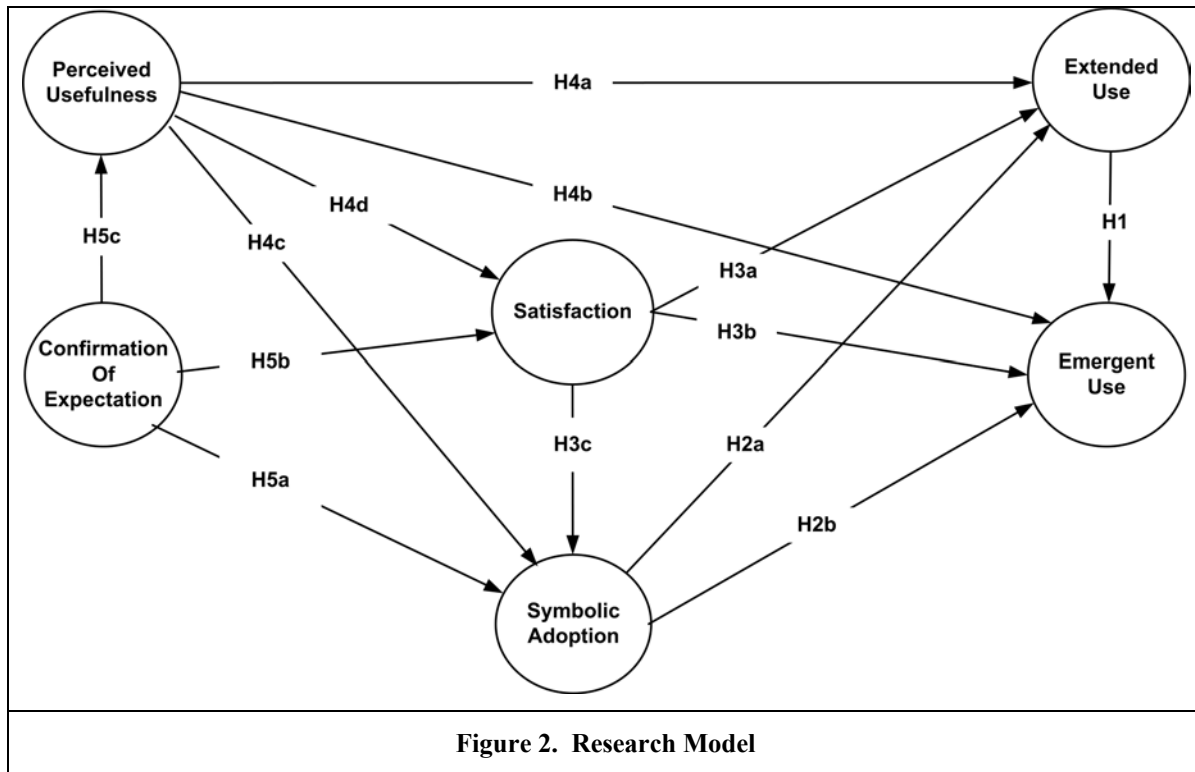 Perceived
Usefulness
H4a
Extended
Use
H4b
H4d
H5c
H4c
H1
H3a
Satisfaction
H3b
Confirmation
Of
Expectation
H5b
Emergent
Use
H3c
H2a
H5a
H2b
Symbolic
Adoption
Figure 2. Research Model